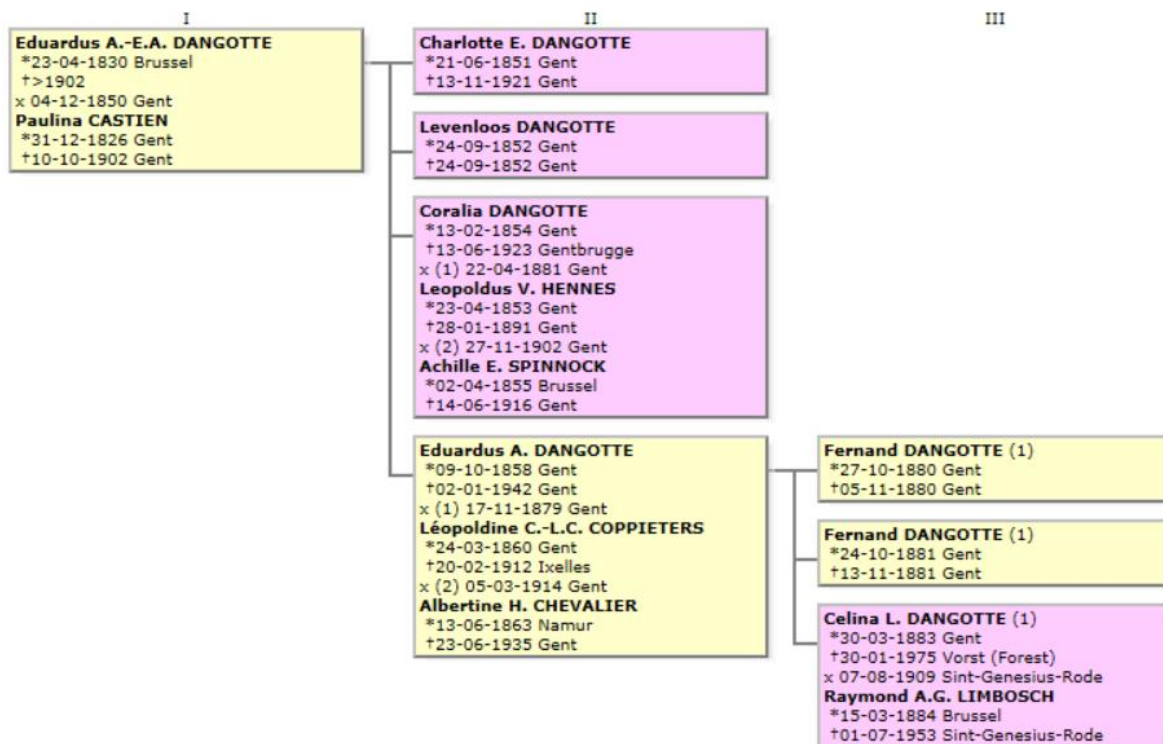 I
II
III
Eduardus A.-E.A. DANGOTTE
*23-04-1830 Brussel
†>1902
x 04-12-1850 Gent
Paulina CASTIEN
*31-12-1826 Gent
†10-10-1902 Gent
Charlotte E. DANGOTTE
*21-06-1851 Gent
†13-11-1921 Gent
Levenloos DANGOTTE
*24-09-1852 Gent
†24-09-1852 Gent
Coralia DANGOTTE
*13-02-1854 Gent
†13-06-1923 Gentbrugge
x (1) 22-04-1881 Gent
Leopoldus V. HENNES
*23-04-1853 Gent
†28-01-1891 Gent
x (2) 27-11-1902 Gent
Achille E. SPINNOCK
*02-04-1855 Brussel
†14-06-1916 Gent
Eduardus A. DANGOTTE
*09-10-1858 Gent
†02-01-1942 Gent
x (1) 17-11-1879 Gent
Léopoldine C.-L.C. COPPIETERS
*24-03-1860 Gent
†20-02-1912 Ixelles
x (2) 05-03-1914 Gent
Albertine H. CHEVALIER
*13-06-1863 Namur
†23-06-1935 Gent
Fernand DANGOTTE (1)
*27-10-1880 Gent
†05-11-1880 Gent
Fernand DANGOTTE (1)
*24-10-1881 Gent
†13-11-1881 Gent
Celina L. DANGOTTE (1)
*30-03-1883 Gent
†30-01-1975 Vorst (Forest)
x 07-08-1909 Sint-Genesius-Rode
Raymond A.G. LIMBOSCH
*15-03-1884 Brussel
†01-07-1953 Sint-Genesius-Rode